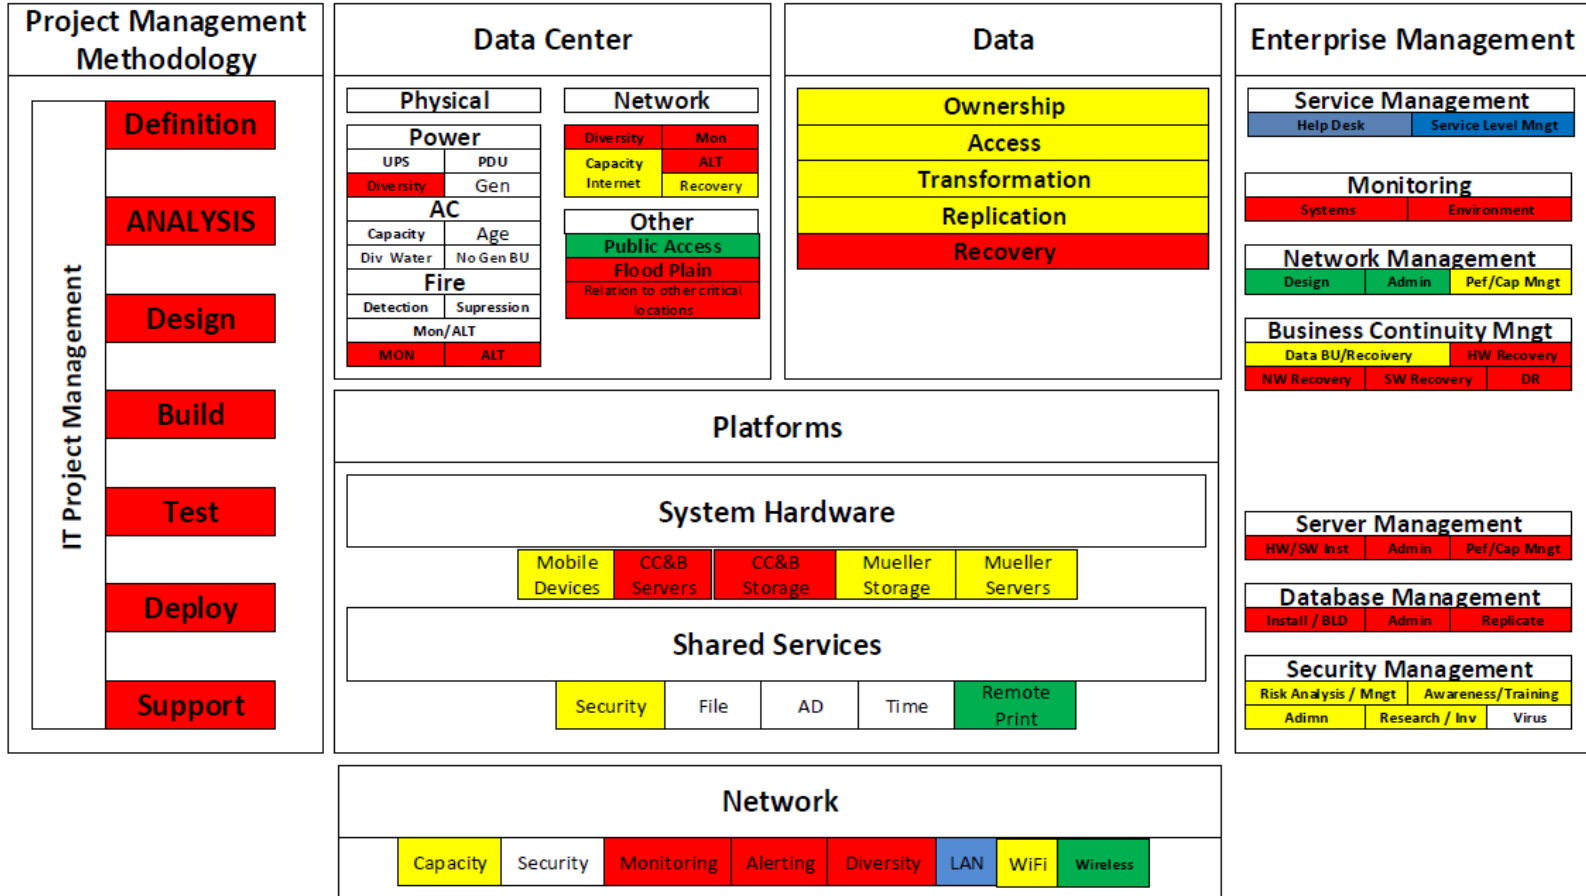 Project Management
Methodology
IT Project Management
Definition
ANALYSIS
Design
Build
Test
Deploy
Support
Data Center
Physical
Power
UPS PDU
Diversity Gen
AC
Capacity Age
Div Water No Gen BU
Fire
Detection Supression
Mon/ALT
MON ALT
Network
Diversity Mon
Capacity
Internet
ALT
Recovery
Other
Public Access
Flood Plain
Relation to other critical
locations
Data
Ownership
Access
Transformation
Replication
Recovery
Platforms
System Hardware
Mobile
Devices
CC&B
Servers
CC&B
Storage
Mueller
Storage
Mueller
Servers
Shared Services
Security File AD Time
Remote
Print
Network
Capacity Security Monitoring Alerting Diversity LAN WiFi Wireless
Enterprise Management
Service Management
Help Desk Service Level Mngt
Monitoring
Systems Environment
Network Management
Design Admin Pef/Cap Mngt
Business Continuity Mngt
Data BU/Recoivery HW Recovery
NW Recovery SW Recovery DR
Server Management
HW/SW Inst Admin Pef/Cap Mngt
Database Management
Install / BLD Admin Replicate
Security Management
Risk Analysis / Mngt Awareness/Training
Adimn Research / Inv Virus